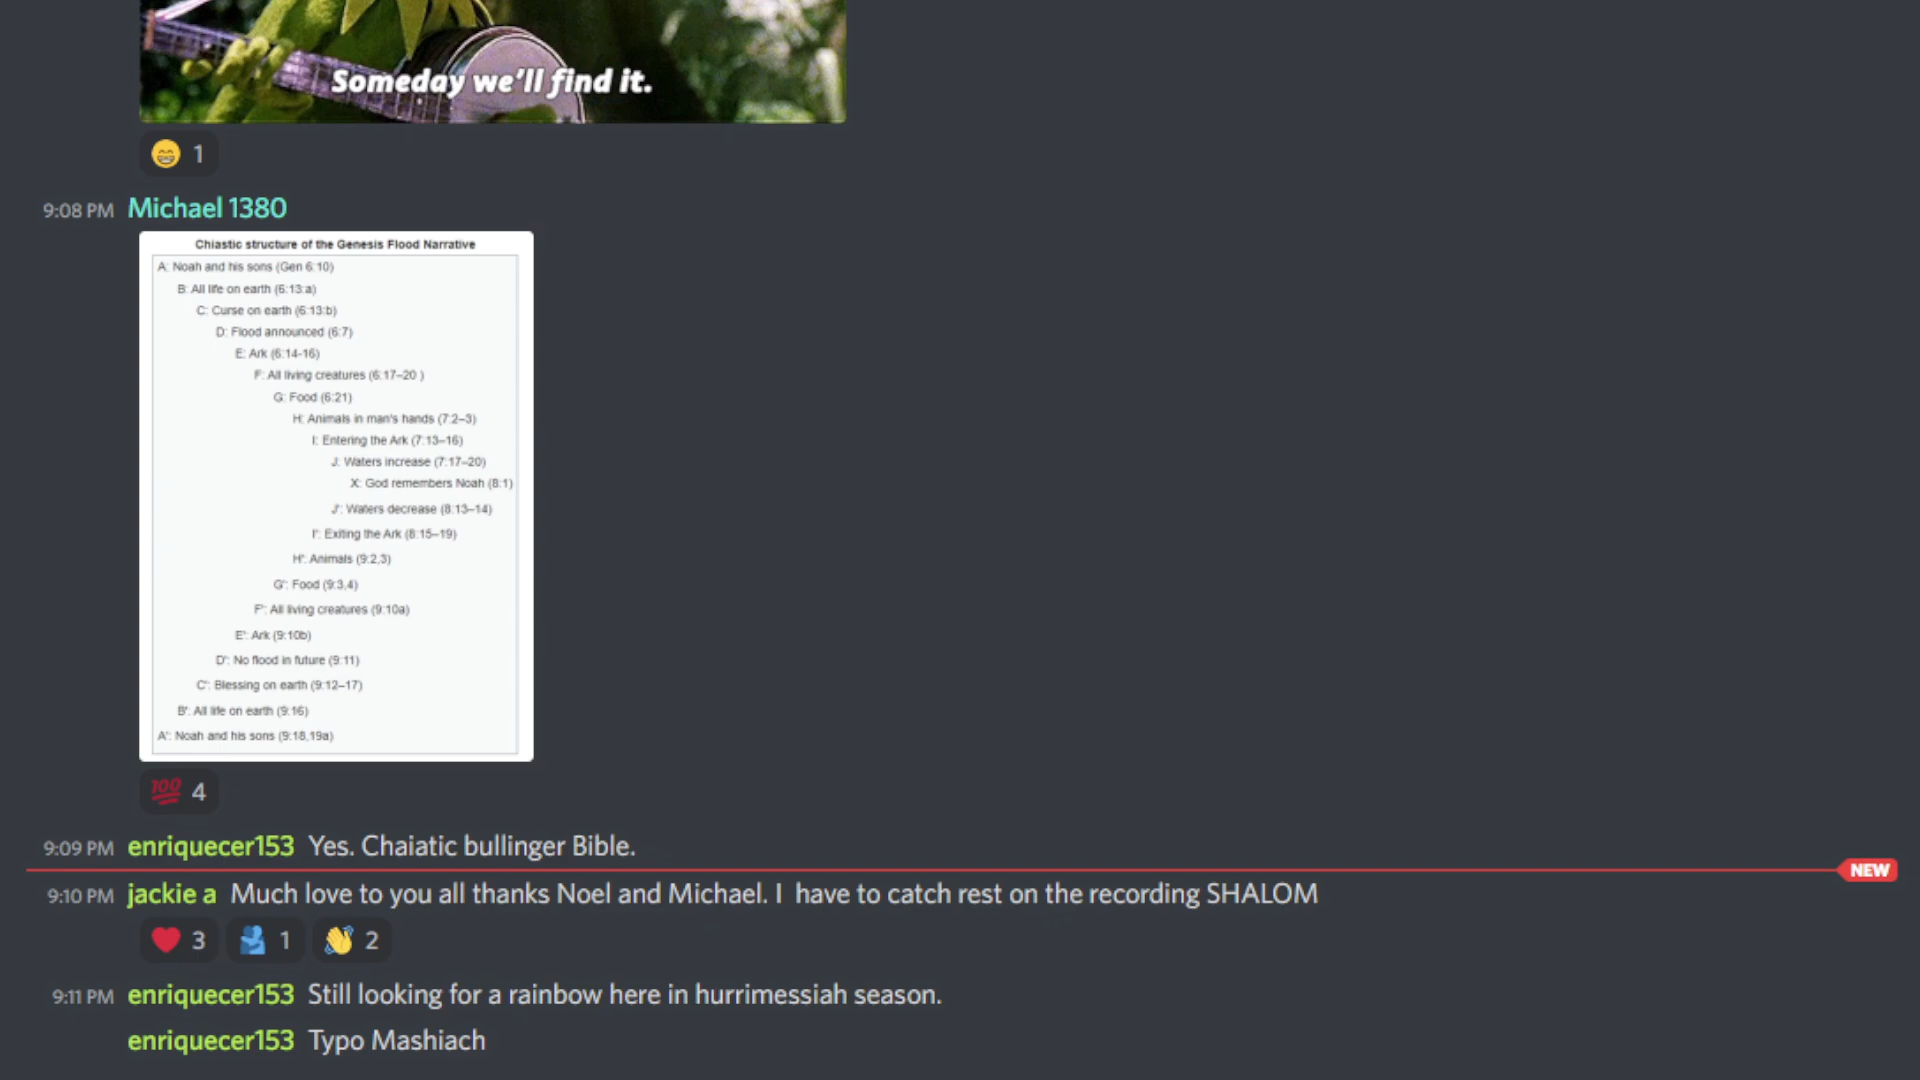 Someday we'll find it.
1
9:08 PM Michael 1380
Chiastic structure of the Genesis Flood Narrative
A: Noah and his sons (Gen 6:10)
B: All life on earth (6:13:a)
C: Curse on earth (6:13:b)
D: Flood announced (6:7)
E: Ark (6:14-16)
F: All living creatures (6:17–20 )
G: Food (6:21)
H: Animals in man's hands (7:2–3)
I: Entering the Ark (7:13–16)
J: Waters increase (7:17–20)
X: God remembers Noah (8:1)
J': Waters decrease (8:13–14)
I': Exiting the Ark (8:15–19)
H': Animals (9:2,3)
G': Food (9:3,4)
F': All living creatures (9:10a)
E': Ark (9:10b)
D': No flood in future (9:11)
C': Blessing on earth (9:12–17)
B': All life on earth (9:16)
A': Noah and his sons (9:18,19a)
100 4
9:09 PM enriquecer153 Yes. Chaiatic bullinger Bible.
NEW
9:10 PM jackie a Much love to you all thanks Noel and Michael. I have to catch rest on the recording SHALOM
3 1 2
9:11 PM enriquecer153 Still looking for a rainbow here in hurrimessiah season.
enriquecer153 Typo Mashiach